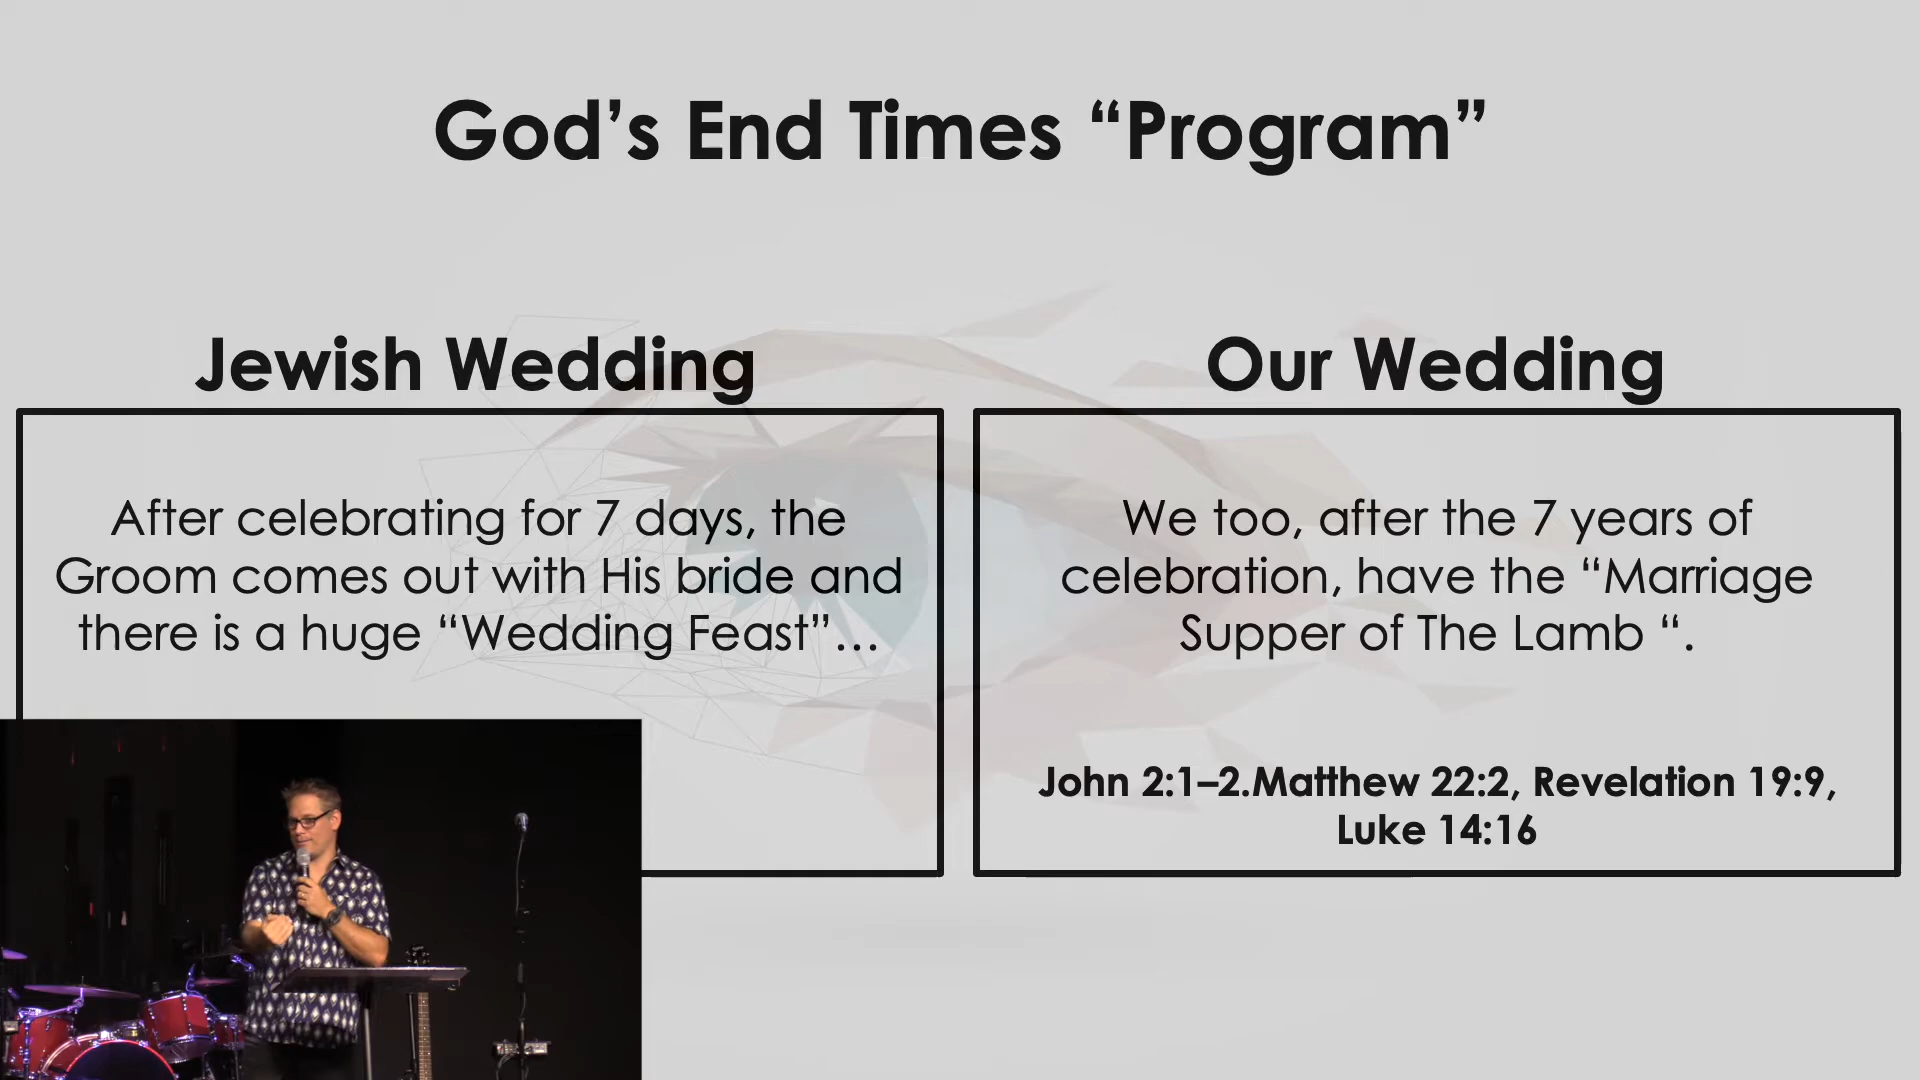 God’s End Times “Program”
Jewish Wedding
After celebrating for 7 days, the
Groom comes out with His bride and
there is a huge “Wedding Feast”…
Our Wedding
We too, after the 7 years of
celebration, have the “Marriage
Supper of The Lamb “.
John 2:1–2.Matthew 22:2, Revelation 19:9,
Luke 14:16